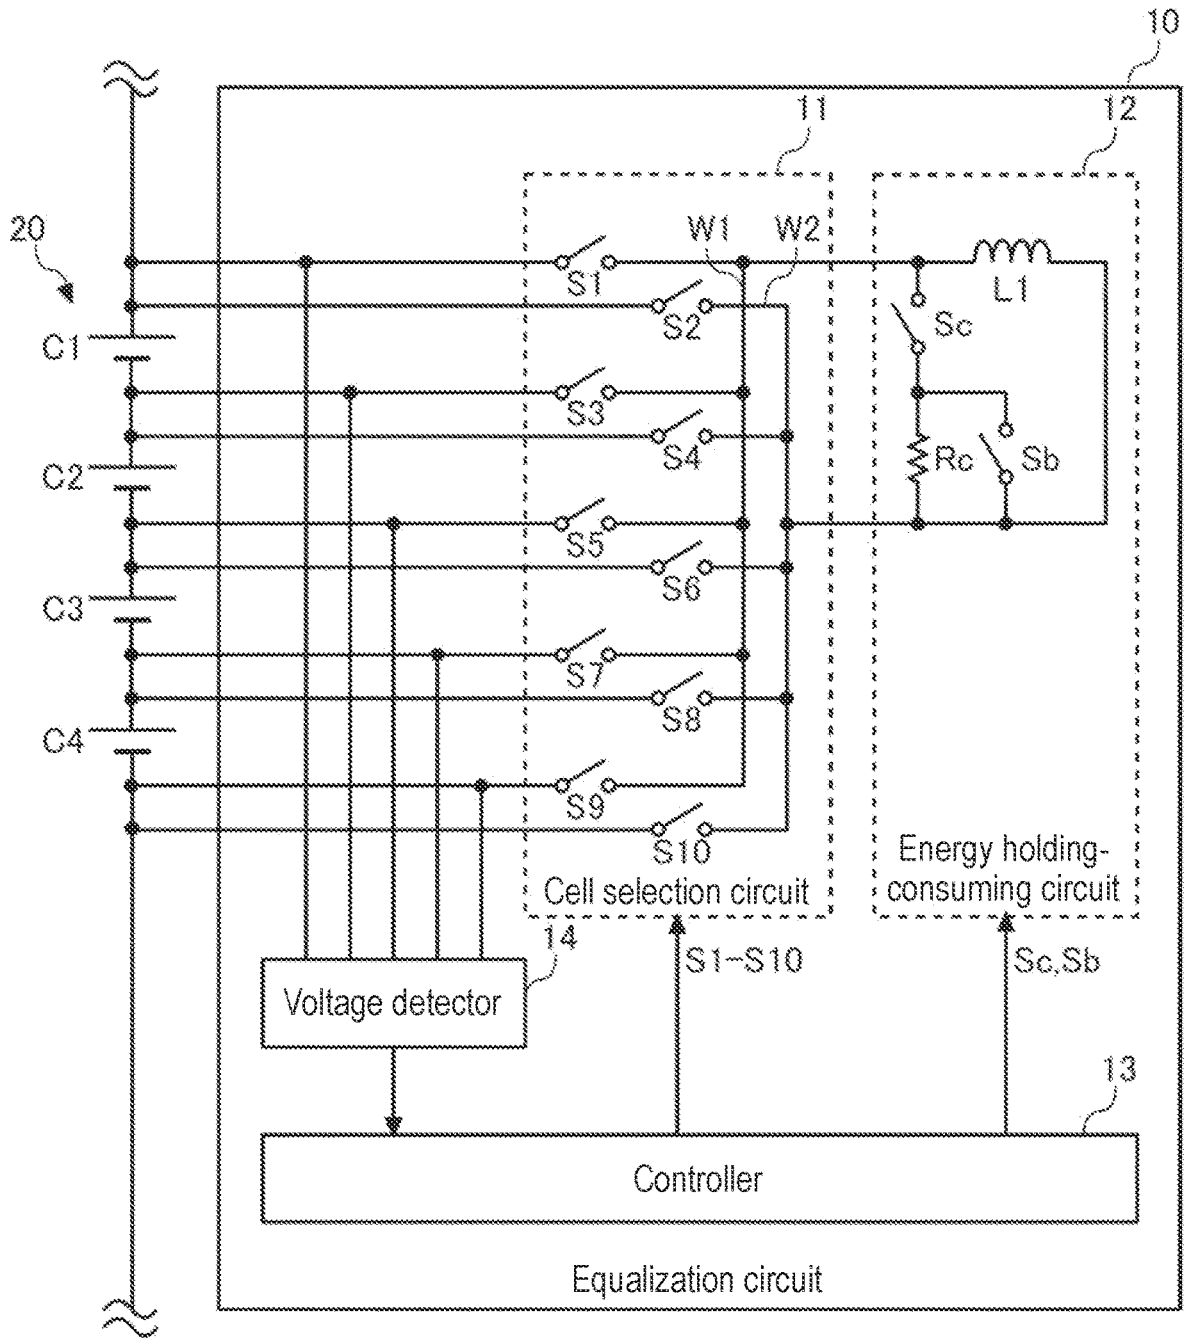 10
11
12
20
W1
W2
S1
L1
S2
Sc
C1
S3
S4
C2
Rc
Sb
S5
S6
C3
S7
S8
C4
S9
S10
Energy holding-
consuming circuit
Cell selection circuit
14
S1-S10
Sc,Sb
Voltage detector
13
Controller
Equalization circuit